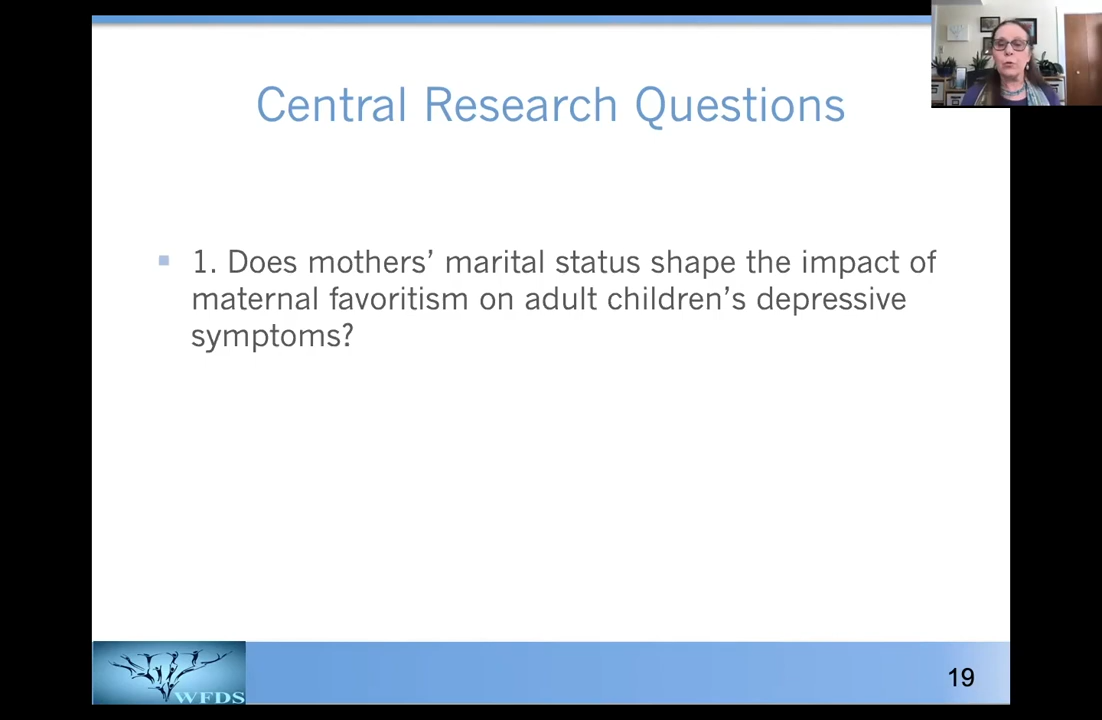 Central Research Questions
1. Does mothers’ marital status shape the impact of
maternal favoritism on adult children’s depressive
symptoms?
WFDS
19